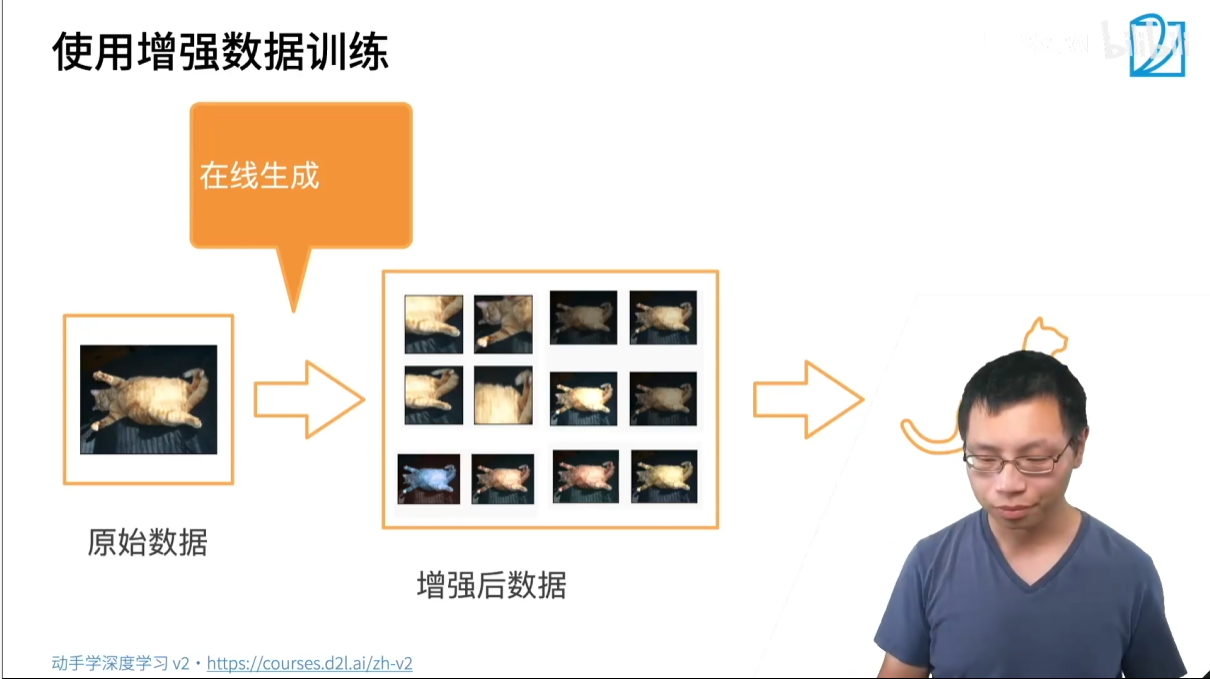 使用增强数据训练
在线生成
原始数据
增强后数据
动手学深度学习 v2 · https://courses.d2l.ai/zh-v2